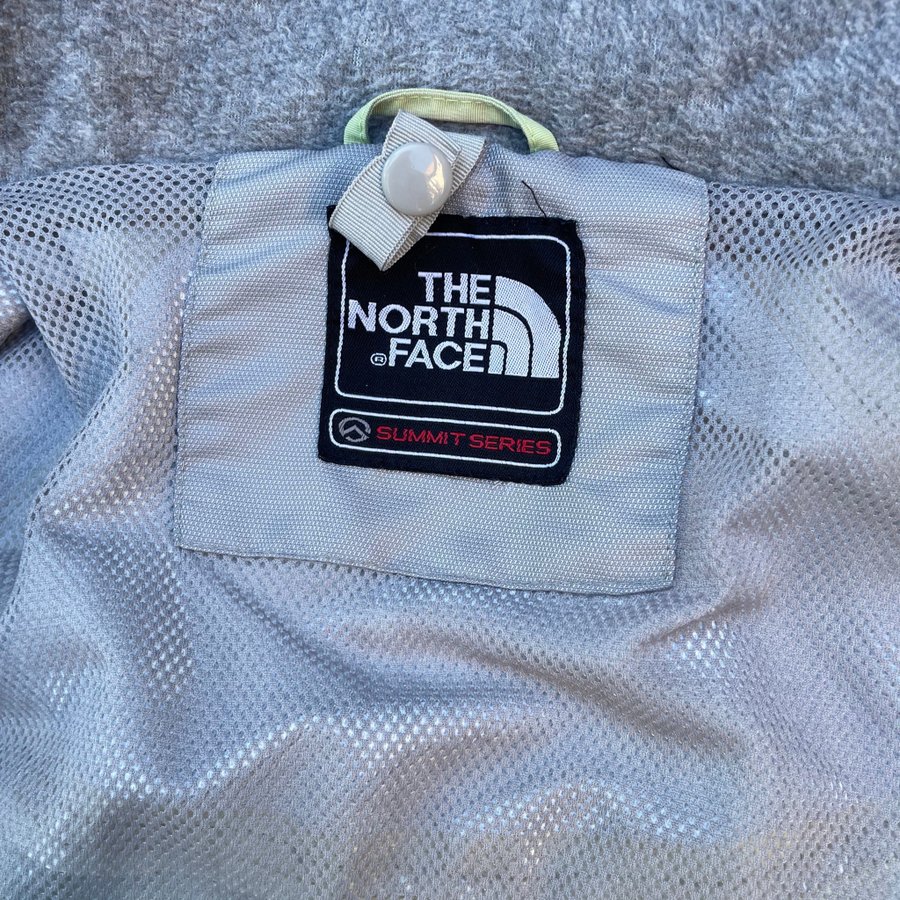 THE
NORTH
® FACE
SUMMIT SERIES